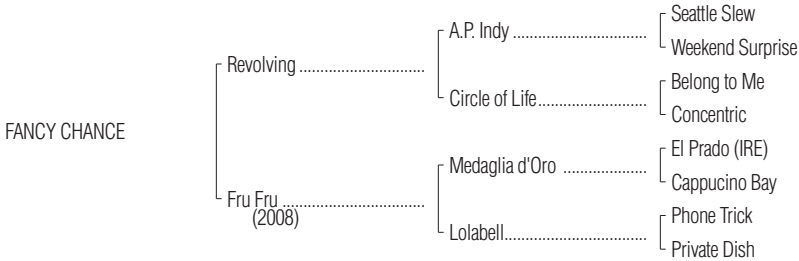 Seattle Slew
A.P. Indy ................................
Weekend Surprise
Revolving ..............................
Belong to Me
Circle of Life..........................
Concentric
FANCY CHANCE
El Prado (IRE)
Medaglia d'Oro ....................
Cappucino Bay
Fru Fru ..................................
(2008)
Phone Trick
Lolabell..................................
Private Dish